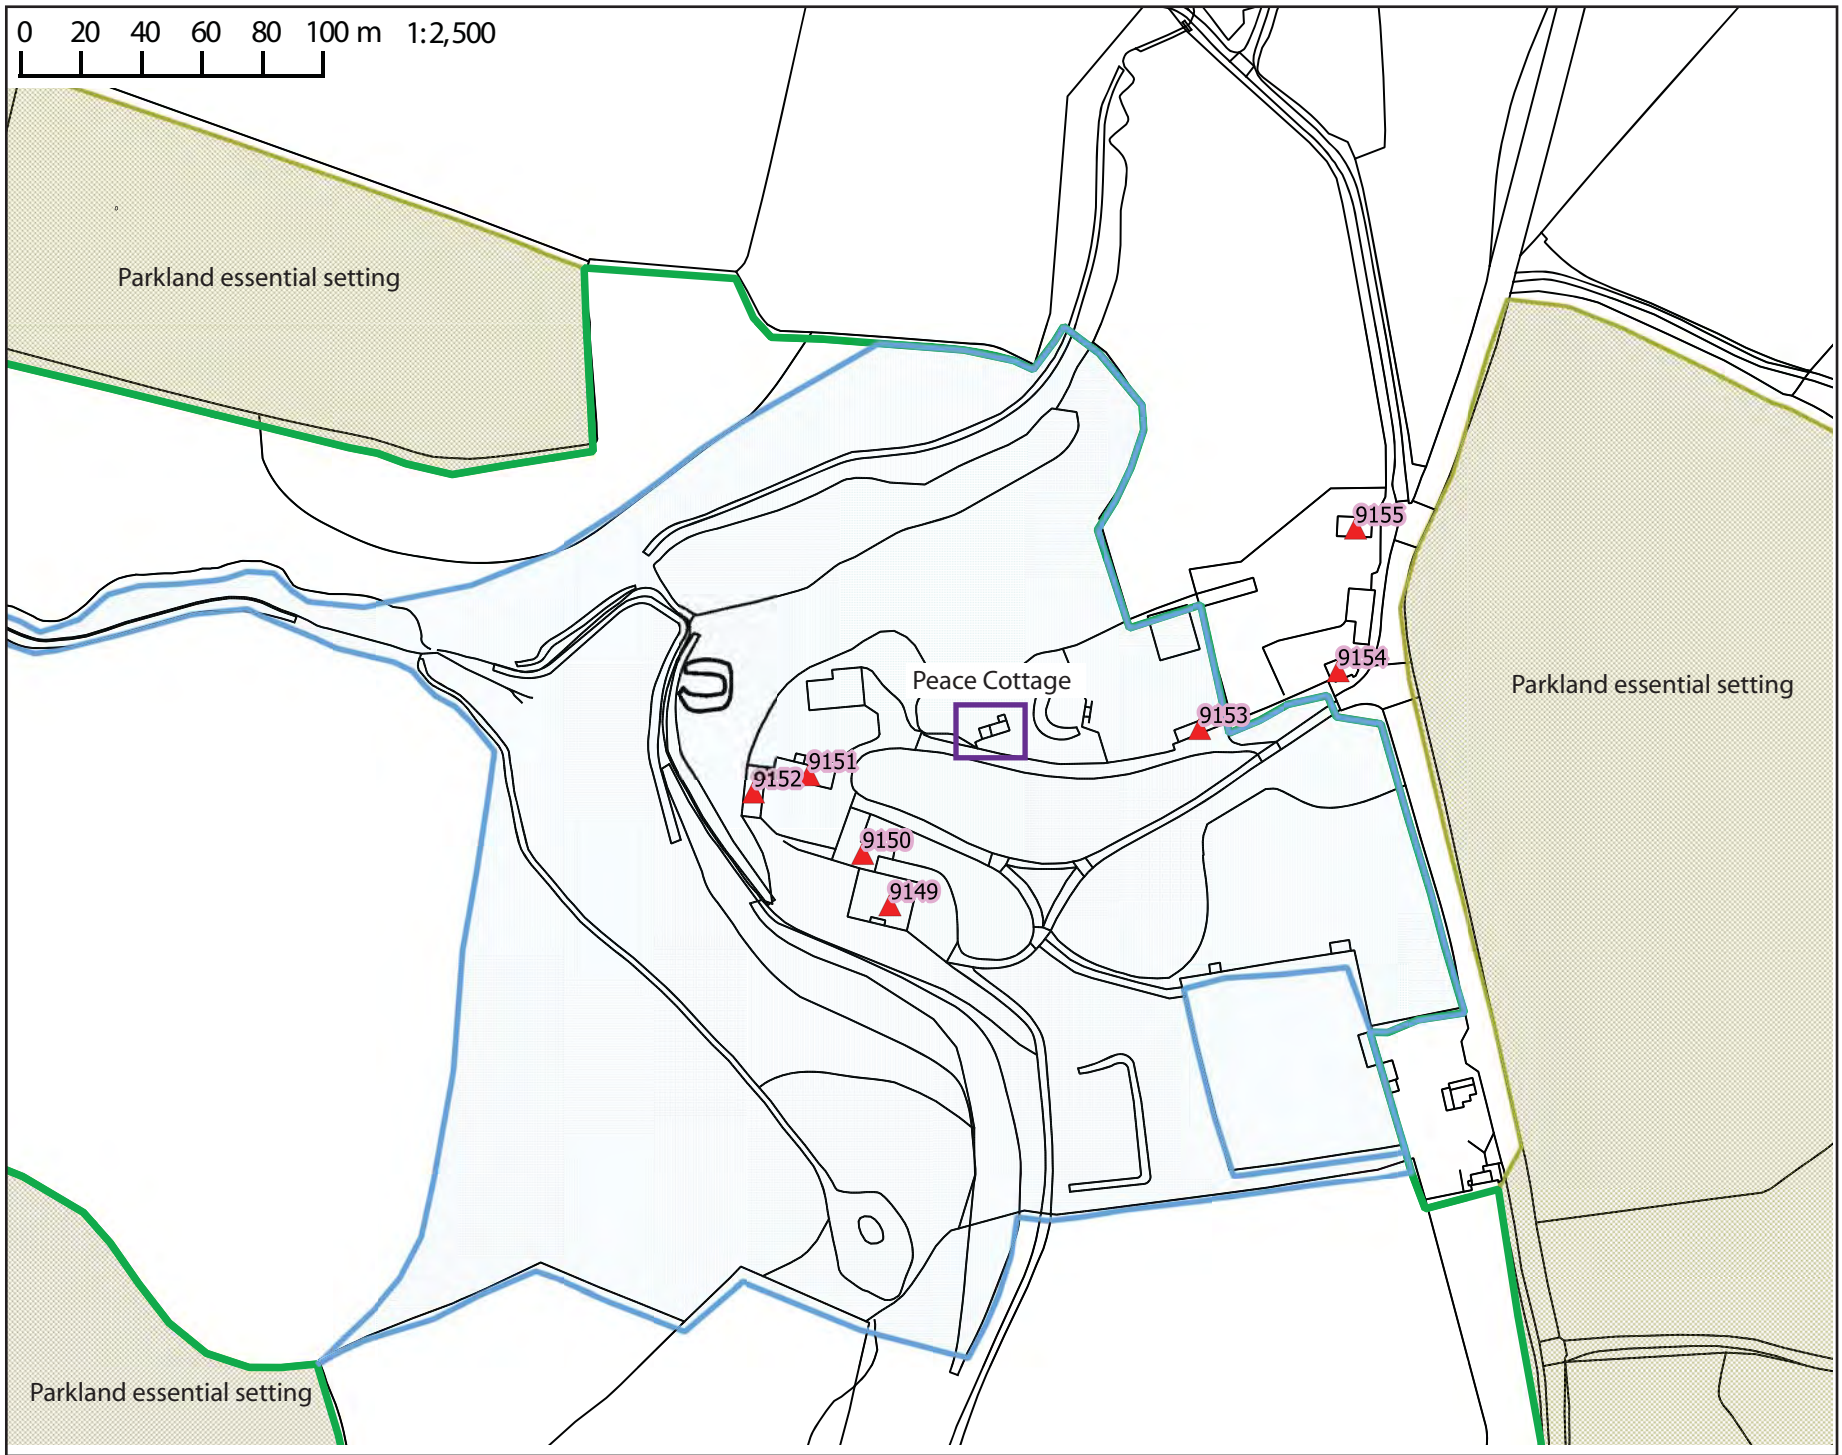 0 20 40 60 80 100 m 1:2,500
Parkland essential setting
9155
9154
Peace Cottage
Parkland essential setting
9153
9151
9152
9150
9149
Parkland essential setting